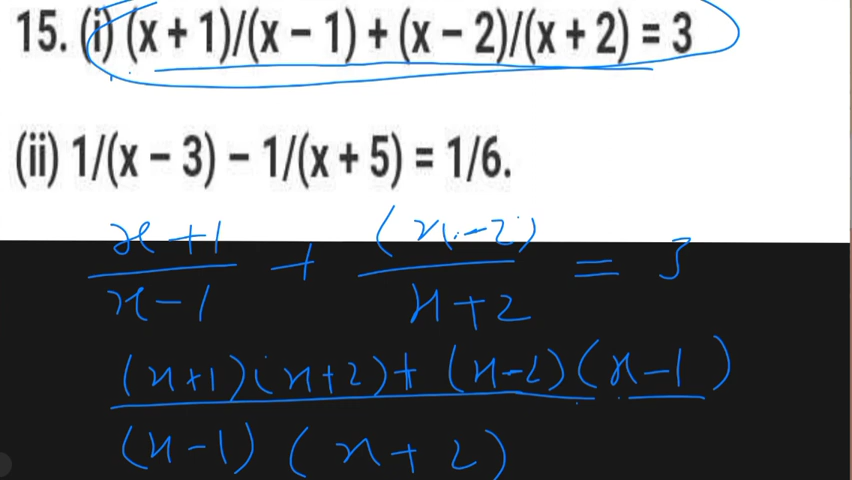 15. (i) (x + 1)/(x − 1) + (x − 2)/(x + 2) = 3
(ii) 1/(x − 3) − 1/(x + 5) = 1/6.
x+1 / x−1 + (x−2) / x+2 = 3
(x+1)(x+2)+(x−2)(x−1) / (x−1)(x+2)